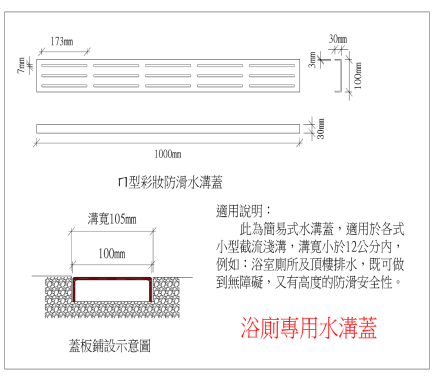 173mm
7mm
3mm
30mm
100mm
1000mm
30mm
ㄇ型彩妝防滑水溝蓋
溝寬105mm
100mm
蓋板鋪設示意圖
適用說明：
此為簡易式水溝蓋，適用於各式
小型截流淺溝，溝寬小於12公分內，
例如：浴室廁所及頂樓排水，既可做
到無障礙，又有高度的防滑安全性。
浴廁專用水溝蓋